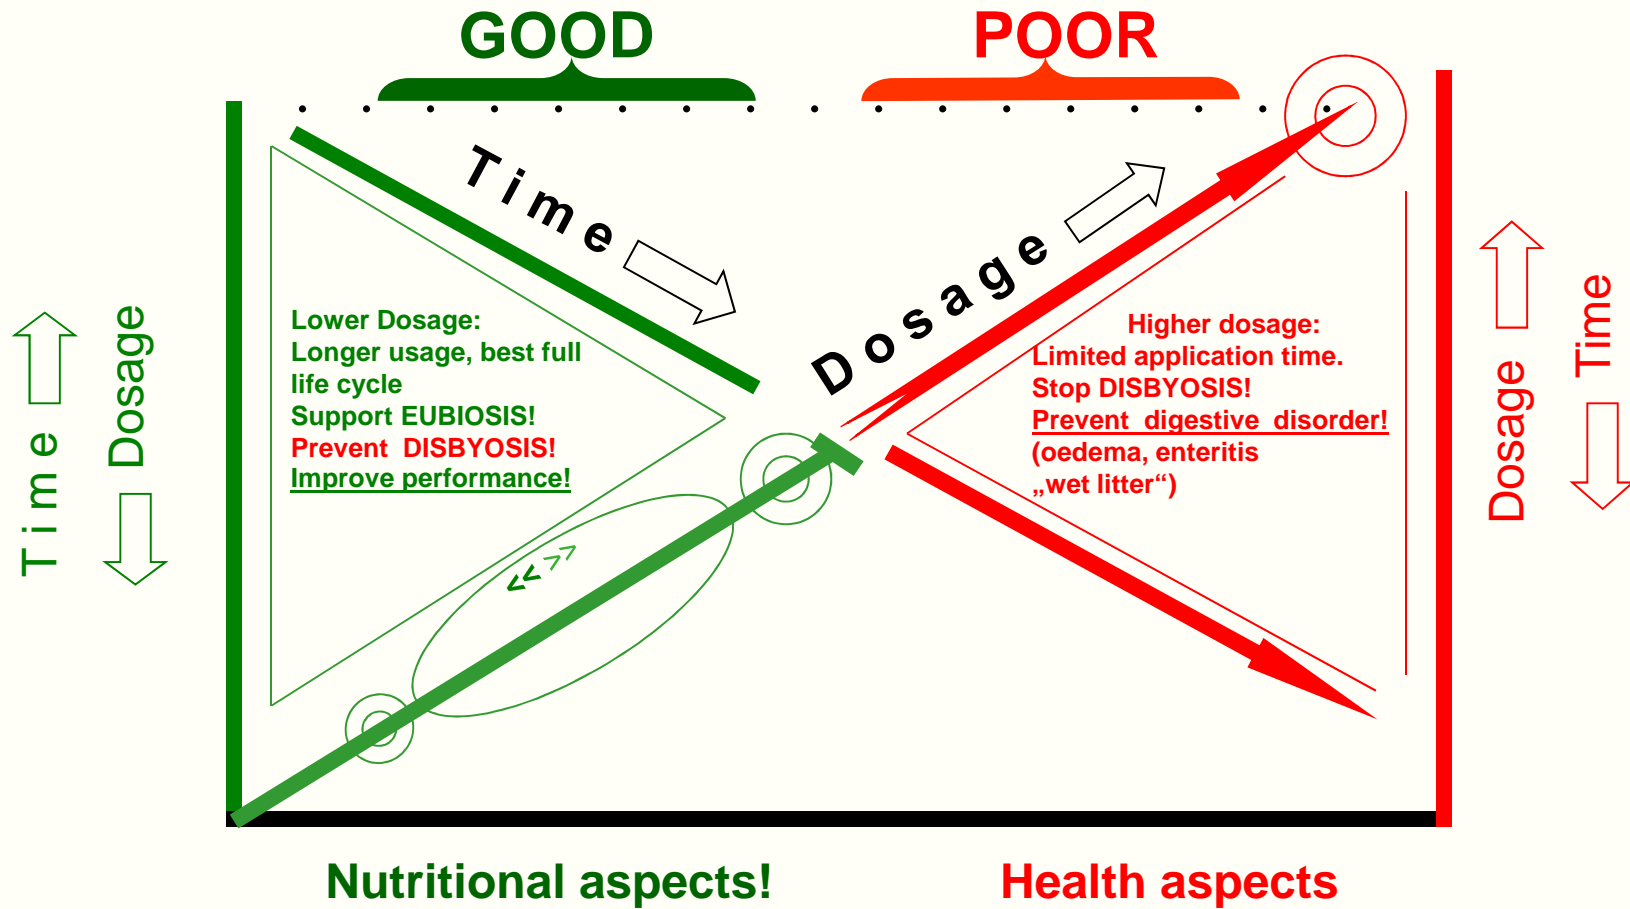 GOOD
POOR
Time
Dosage
Time
Dosage
Lower Dosage:
Longer usage, best full
life cycle
Support EUBIOSIS!
Prevent DISBYOSIS!
Improve performance!
Higher dosage:
Limited application time.
Stop DISBYOSIS!
Prevent digestive disorder!
(oedema, enteritis
„wet litter“)
Dosage
Time
Nutritional aspects!
Health aspects